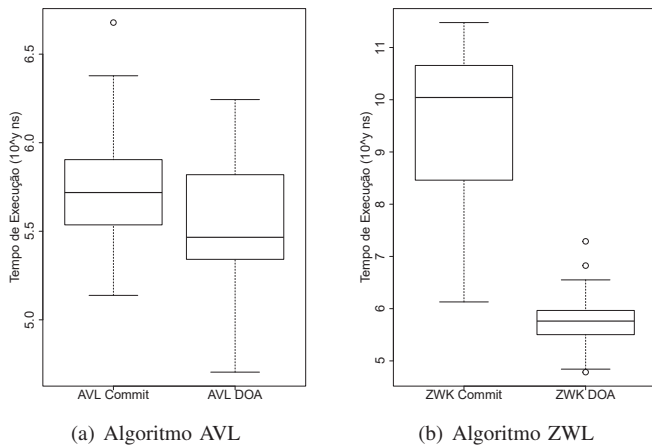 Tempo de Execução (10^y ns)
6.5
6.0
5.5
5.0
AVL Commit
AVL DOA
(a) Algoritmo AVL
Tempo de Execução (10^y ns)
11
10
9
8
7
6
5
ZWK Commit
ZWK DOA
(b) Algoritmo ZWL